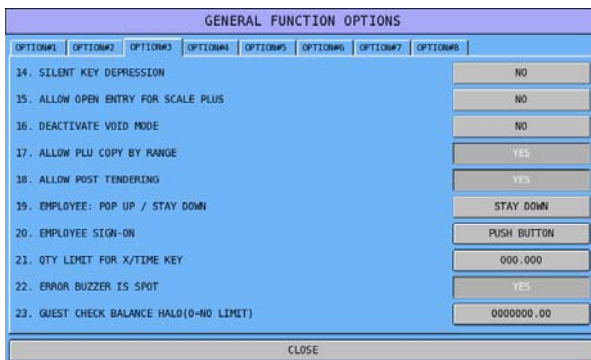 GENERAL FUNCTION OPTIONS
OPTION#1 OPTION#2 OPTION#3 OPTION#4 OPTION#5 OPTION#6 OPTION#7 OPTION#8
14. SILENT KEY DEPRESSION NO
15. ALLOW OPEN ENTRY FOR SCALE PLUS NO
16. DEACTIVATE VOID MODE NO
17. ALLOW PLU COPY BY RANGE YES
18. ALLOW POST TENDERING YES
19. EMPLOYEE: POP UP / STAY DOWN STAY DOWN
20. EMPLOYEE SIGN-ON PUSH BUTTON
21. QTY LIMIT FOR X/TIME KEY 000.000
22. ERROR BUZZER IS SPOT YES
23. GUEST CHECK BALANCE HALO(0=NO LIMIT) 0000000.00
CLOSE